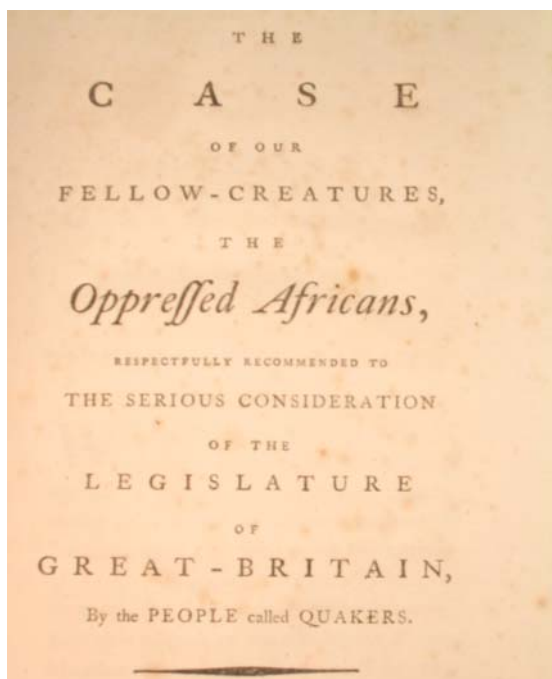 THE
CASE
OF OUR
FELLOW-CREATURES,
THE
Oppreſſed Africans,
RESPECTFULLY RECOMMENDED TO
THE SERIOUS CONSIDERATION
OF THE
LEGISLATURE
OF
GREAT-BRITAIN,
By the PEOPLE called QUAKERS.